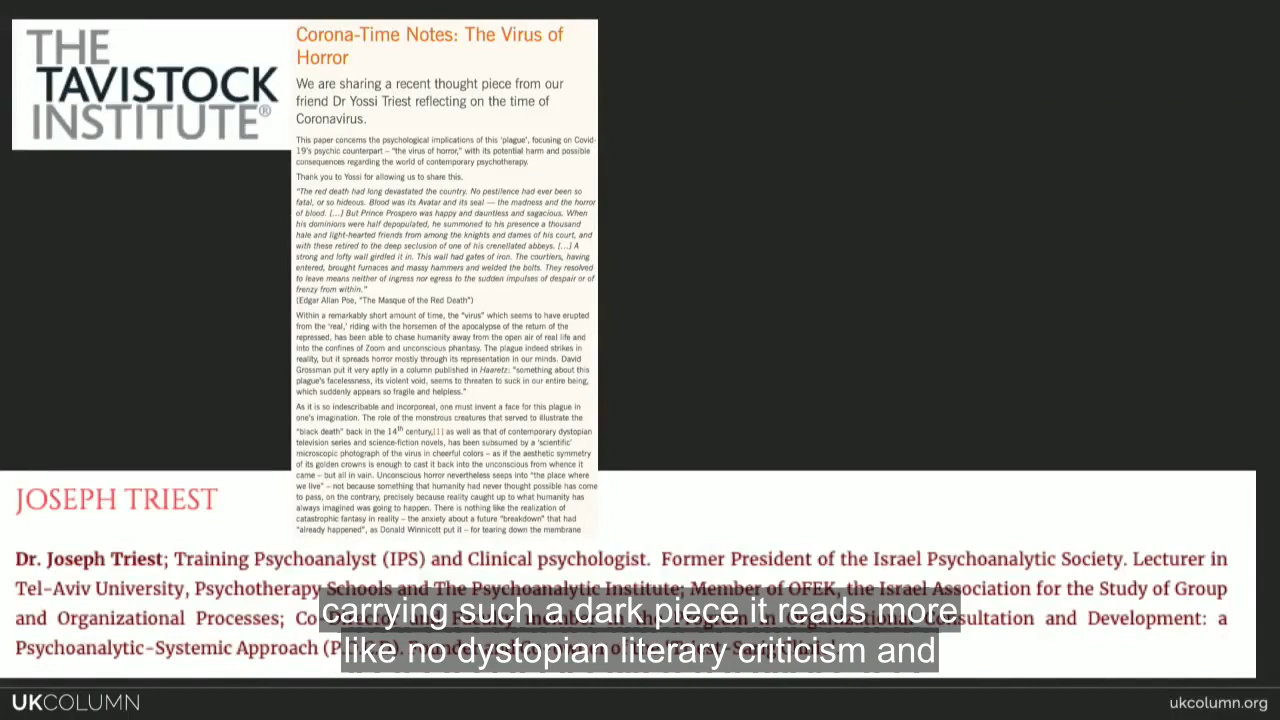 THE
TAVISTOCK
INSTITUTE®
Corona-Time Notes: The Virus of
Horror
We are sharing a recent thought piece from our
friend Dr Yossi Triest reflecting on the time of
Coronavirus.
This paper concerns the psychological implications of this 'plague', focusing on Covid-
19's psychic counterpart – "the virus of horror," with its potential harm and possible
consequences regarding the world of contemporary psychotherapy.
Thank you to Yossi for allowing us to share this.
"The red death had long devastated the country. No pestilence had ever been so
fatal, or so hideous. Blood was its Avatar and its seal — the madness and the horror
of blood. [...] But Prince Prospero was happy and dauntless and sagacious. When
his dominions were half depopulated, he summoned to his presence a thousand
hale and light-hearted friends from among the knights and dames of his court, and
with these retired to the deep seclusion of one of his crenellated abbeys. [...] A
strong and lofty wall girdled it in. This wall had gates of iron. The courtiers, having
entered, brought furnaces and massy hammers and welded the bolts. They resolved
to leave means neither of ingress nor egress to the sudden impulses of despair or of
frenzy from within."
(Edgar Allan Poe, "The Masque of the Red Death")
Within a remarkably short amount of time, the "virus" which seems to have erupted
from the 'real,' riding with the horsemen of the apocalypse of the return of the
repressed, has been able to chase humanity away from the open air of real life and
into the confines of Zoom and unconscious phantasy. The plague indeed strikes in
reality, but it spreads horror mostly through its representation in our minds. David
Grossman put it very aptly in a column published in Haaretz: "something about this
plague's facelessness, its violent void, seems to threaten to suck in our entire being,
which suddenly appears so fragile and helpless."
As it is so indescribable and incorporeal, one must invent a face for this plague in
one's imagination. The role of the monstrous creatures that served to illustrate the
"black death" back in the 14th century,[1] as well as that of contemporary dystopian
television series and science-fiction novels, has been subsumed by a 'scientific'
microscopic photograph of the virus in cheerful colors – as if the aesthetic symmetry
of its golden crowns is enough to cast it back into the unconscious from whence it
came – but all in vain. Unconscious horror nevertheless seeps into "the place where
we live" – not because something that humanity had never thought possible has come
to pass, on the contrary, precisely because reality caught up to what humanity has
always imagined was going to happen. There is nothing like the realization of
catastrophic fantasy in reality – the anxiety about a future "breakdown" that had
"already happened", as Donald Winnicott put it – for tearing down the membrane
JOSEPH TRIEST
Dr. Joseph Triest; Training Psychoanalyst (IPS) and Clinical psychologist. Former President of the Israel Psychoanalytic Society. Lecturer in
Tel-Aviv University, Psychotherapy Schools and The Psychoanalytic Institute; Member of OFEK, the Israel Association for the Study of Group
and Organizational Processes; Consultation and Development: a
Psychoanalytic-Systemic Approach
carrying such a dark piece it reads more
like no dystopian literary criticism and
UKCOLUMN
ukcolumn.org